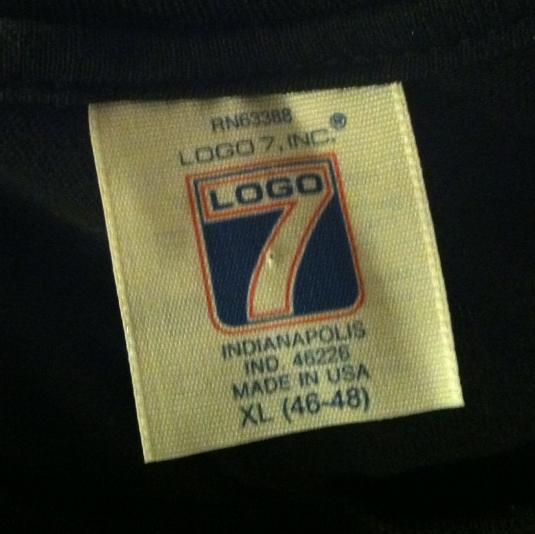 RN63388
LOGO 7, INC.®
LOGO
7
INDIANAPOLIS
IND. 46226
MADE IN USA
XL (46-48)